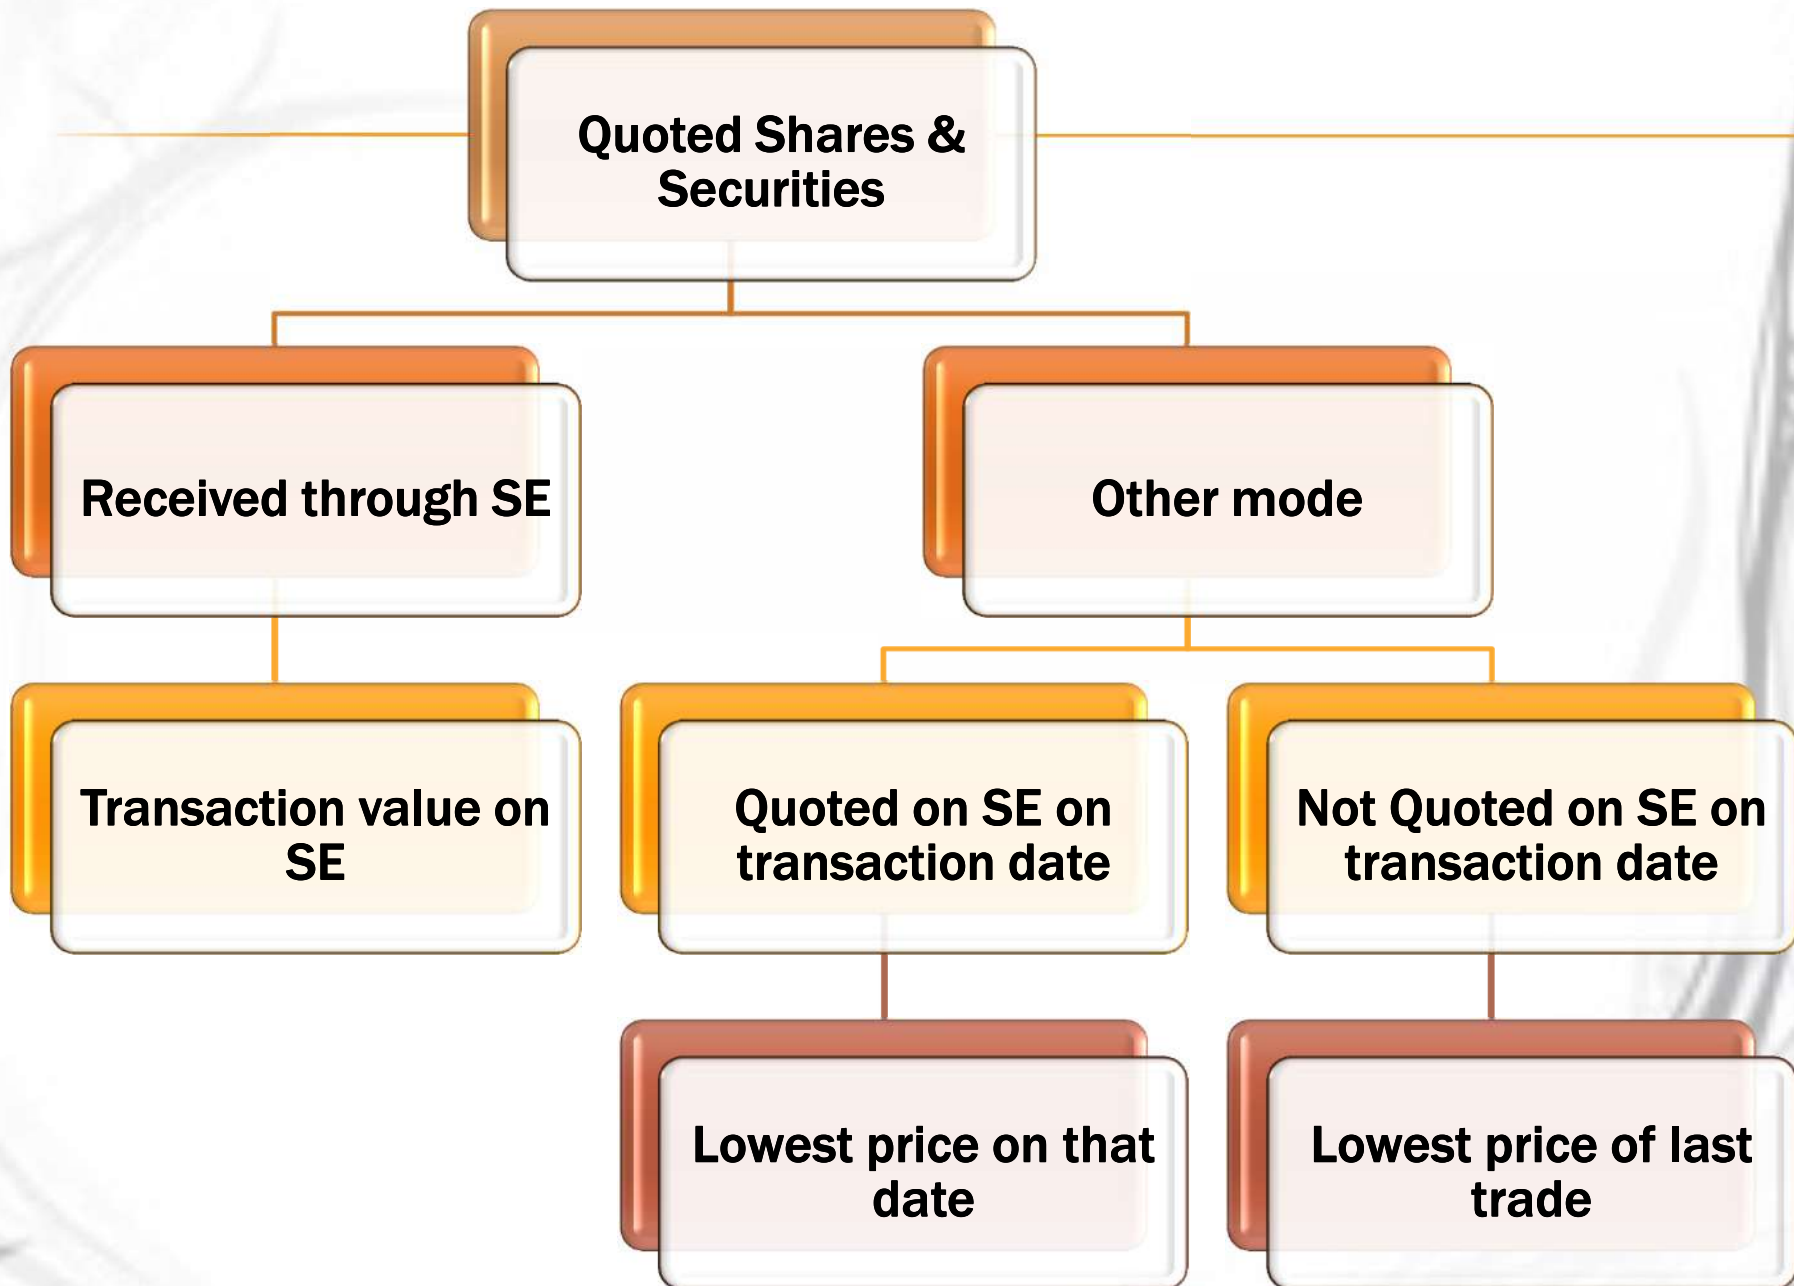 Quoted Shares &
Securities
Received through SE
Other mode
Transaction value on
SE
Quoted on SE on
transaction date
Not Quoted on SE on
transaction date
Lowest price on that
date
Lowest price of last
trade